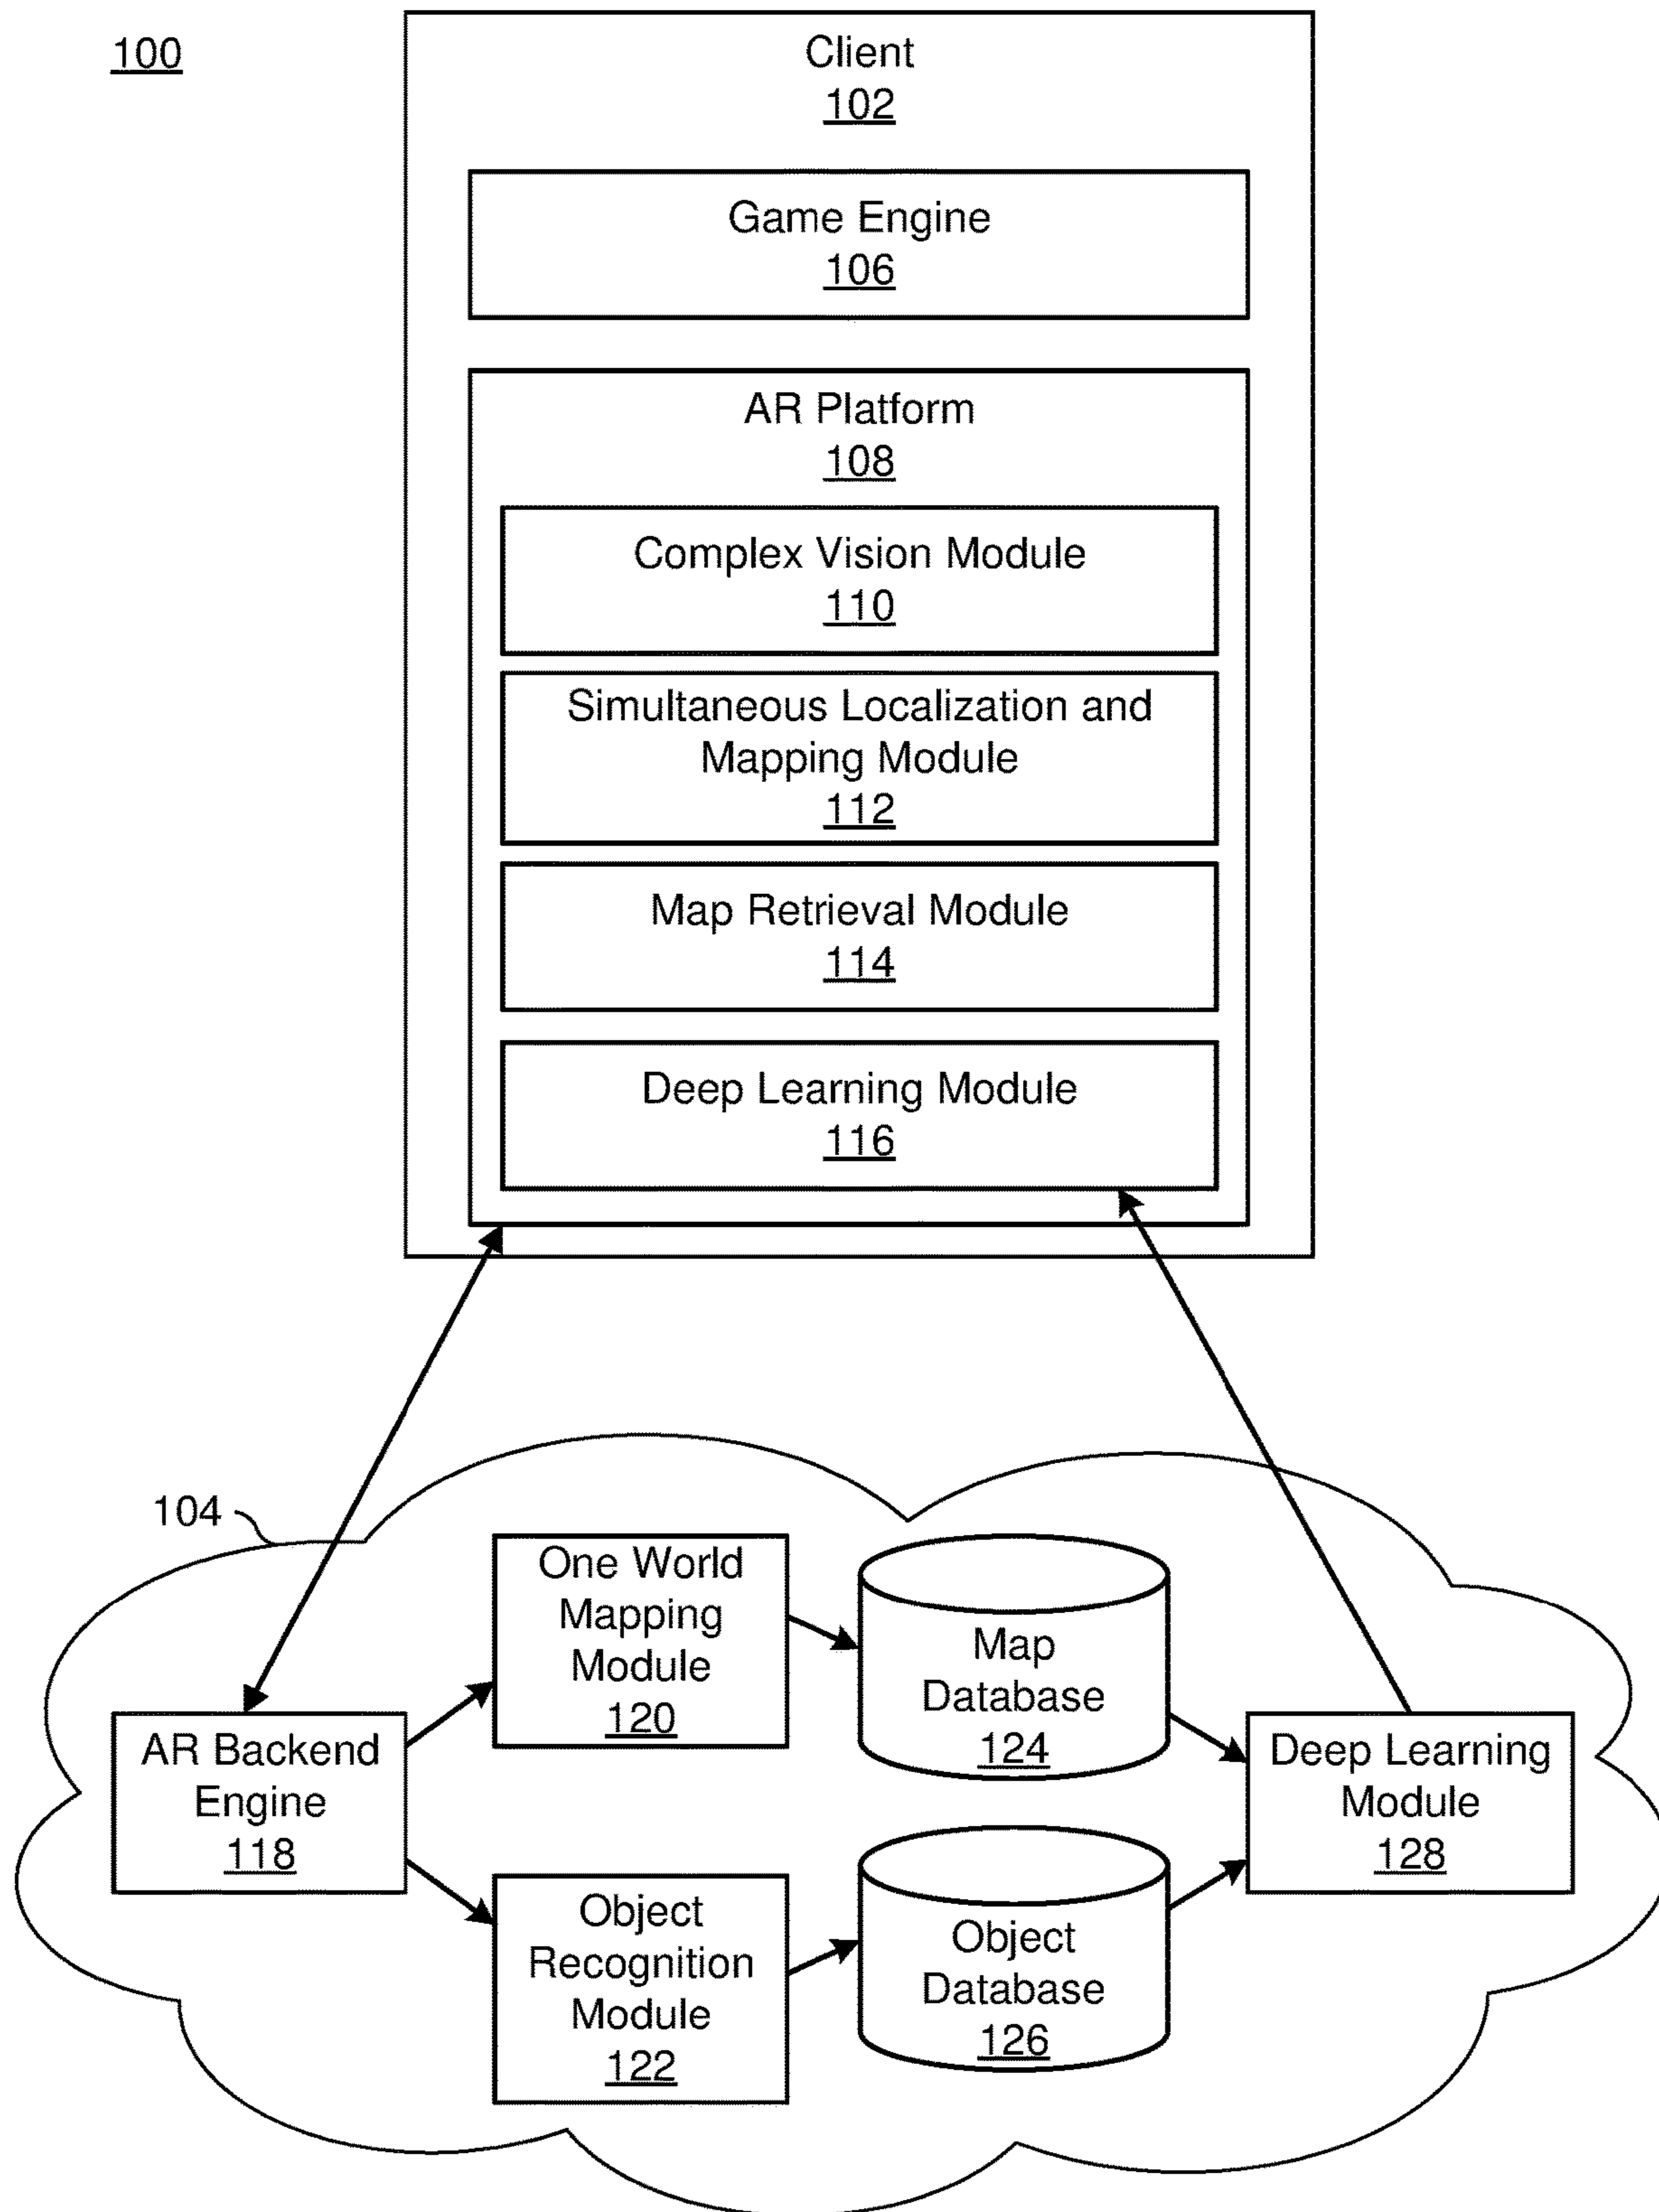 100
Client
102
Game Engine
106
AR Platform
108
Complex Vision Module
110
Simultaneous Localization and
Mapping Module
112
Map Retrieval Module
114
Deep Learning Module
116
104
One World
Mapping
Module
120
Map
Database
124
AR Backend
Engine
118
Deep Learning
Module
128
Object
Recognition
Module
122
Object
Database
126